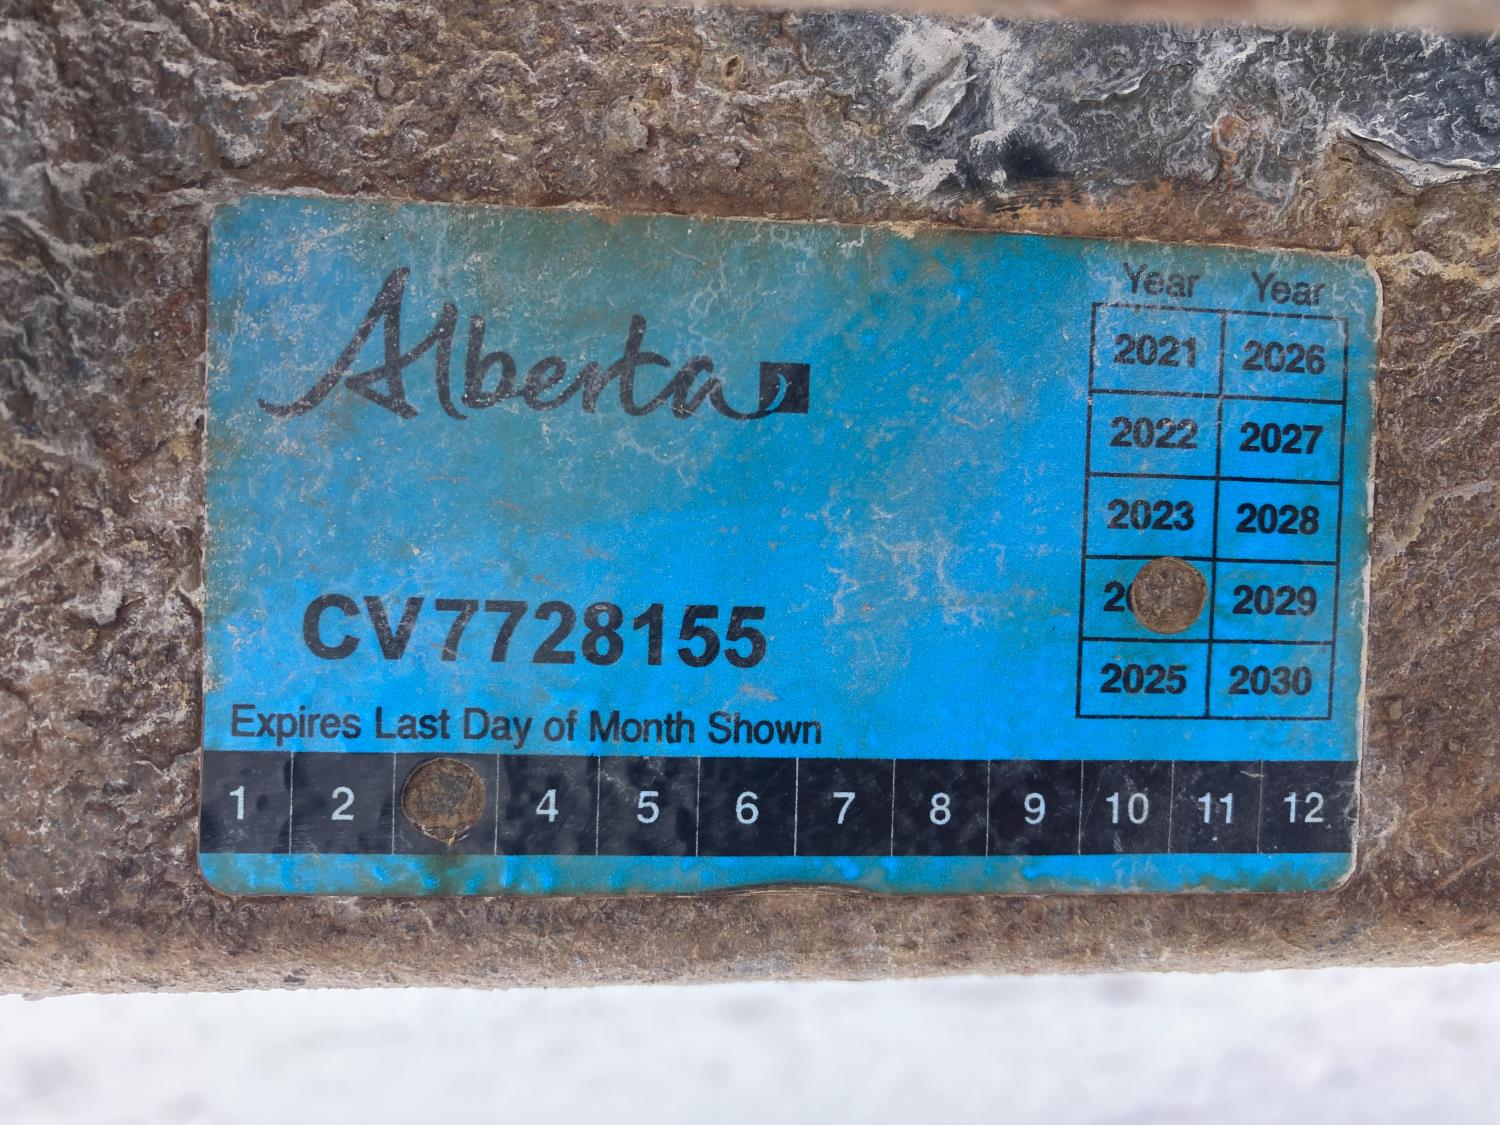 Alberta
Year Year
2021 2026
2022 2027
2023 2028
2029
2025 2030
CV7728155
Expires Last Day of Month Shown
1 2 4 5 6 7 8 9 10 11 12